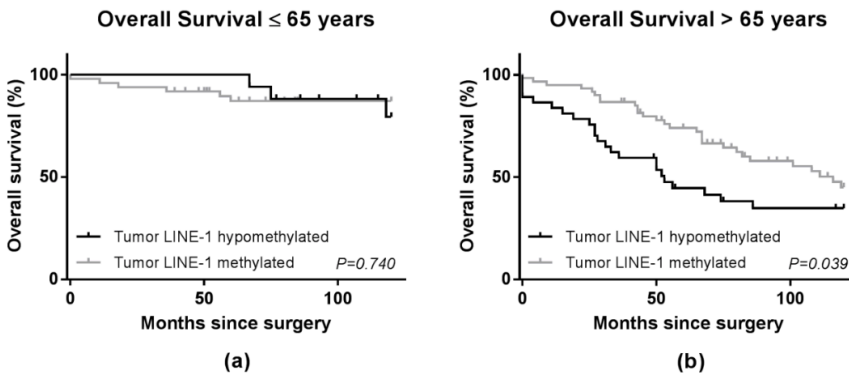 Overall Survival ≤ 65 years
Overall survival (%)
100
50
0
Tumor LINE-1 hypomethylated
Tumor LINE-1 methylated
P=0.740
0
50
100
Months since surgery
(a)
Overall Survival > 65 years
Overall survival (%)
100
50
0
Tumor LINE-1 hypomethylated
Tumor LINE-1 methylated
P=0.039
0
50
100
Months since surgery
(b)